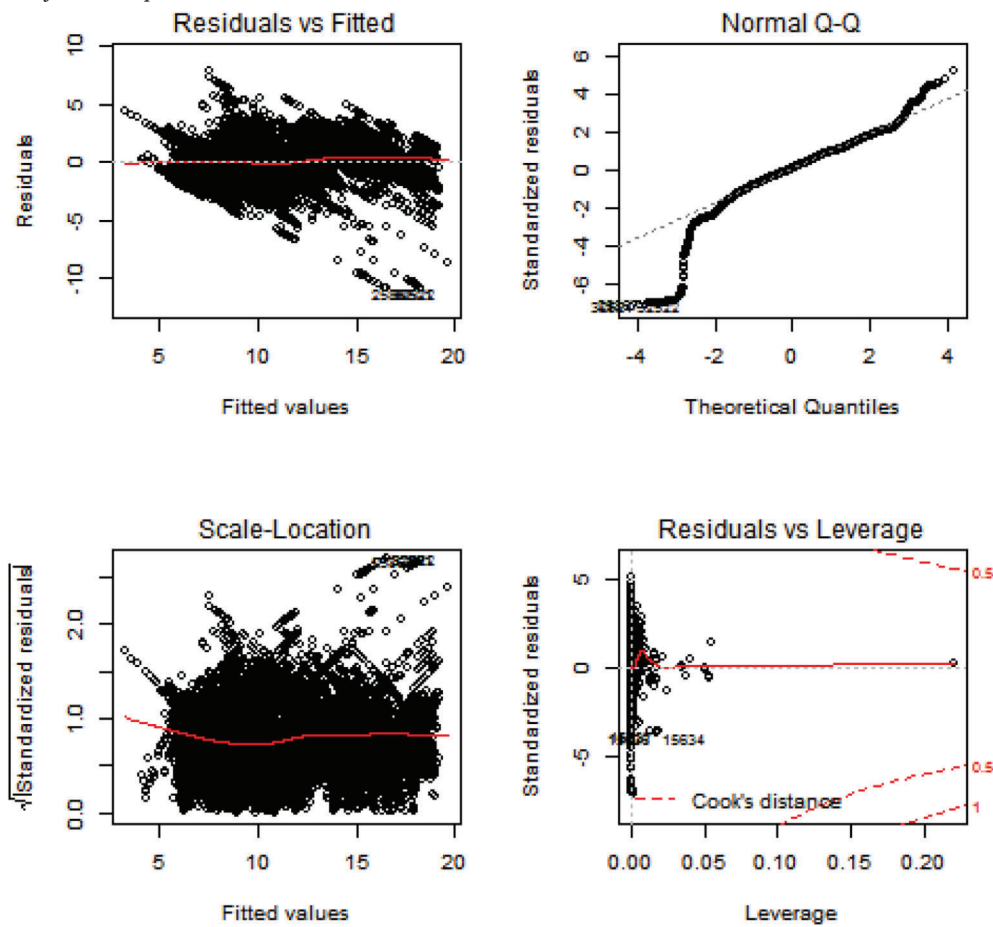 Residuals vs Fitted
Residuals
10
5
0
-5
-10
5 10 15 20
Fitted values
Normal Q-Q
Standardized residuals
6
4
2
0
-2
-4
-6
-4 -2 0 2 4
Theoretical Quantiles
Scale-Location
√|Standardized residuals|
2.0
1.0
0.0
5 10 15 20
Fitted values
Residuals vs Leverage
Standardized residuals
5
0
-5
0.5
0.5
1
15634
Cook's distance
0.00 0.05 0.10 0.15 0.20
Leverage